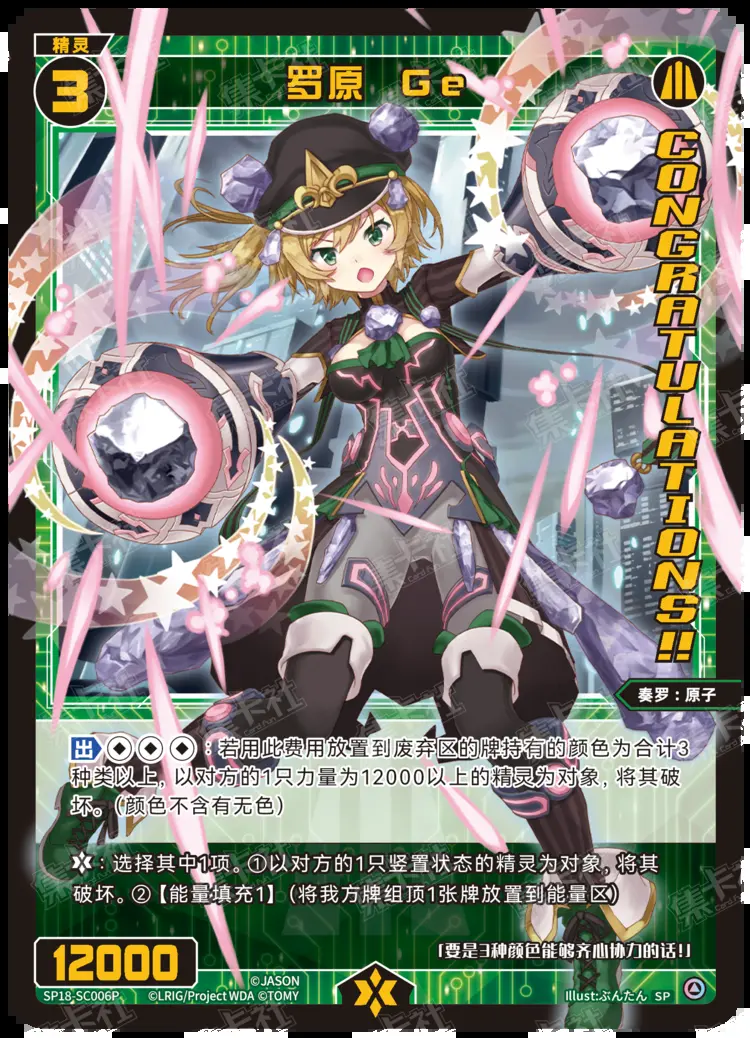 精灵
3
罗原 Ge
CONGRATULATIONS!!
奏罗：原子
出 ：若用此费用放置到废弃区的牌持有的颜色为合计3
种类以上，以对方的1只力量为12000以上的精灵为对象，将其破
坏。（颜色不含有无色）
：选择其中1项。①以对方的1只竖置状态的精灵为对象，将其
破坏。②【能量填充1】（将我方牌组顶1张牌放置到能量区）
「要是3种颜色能够齐心协力的话！」
12000
©JASON
SP18-SC006P ©LRIG/Project WDA ©TOMY
Illust:ぶんたん SP
集卡社